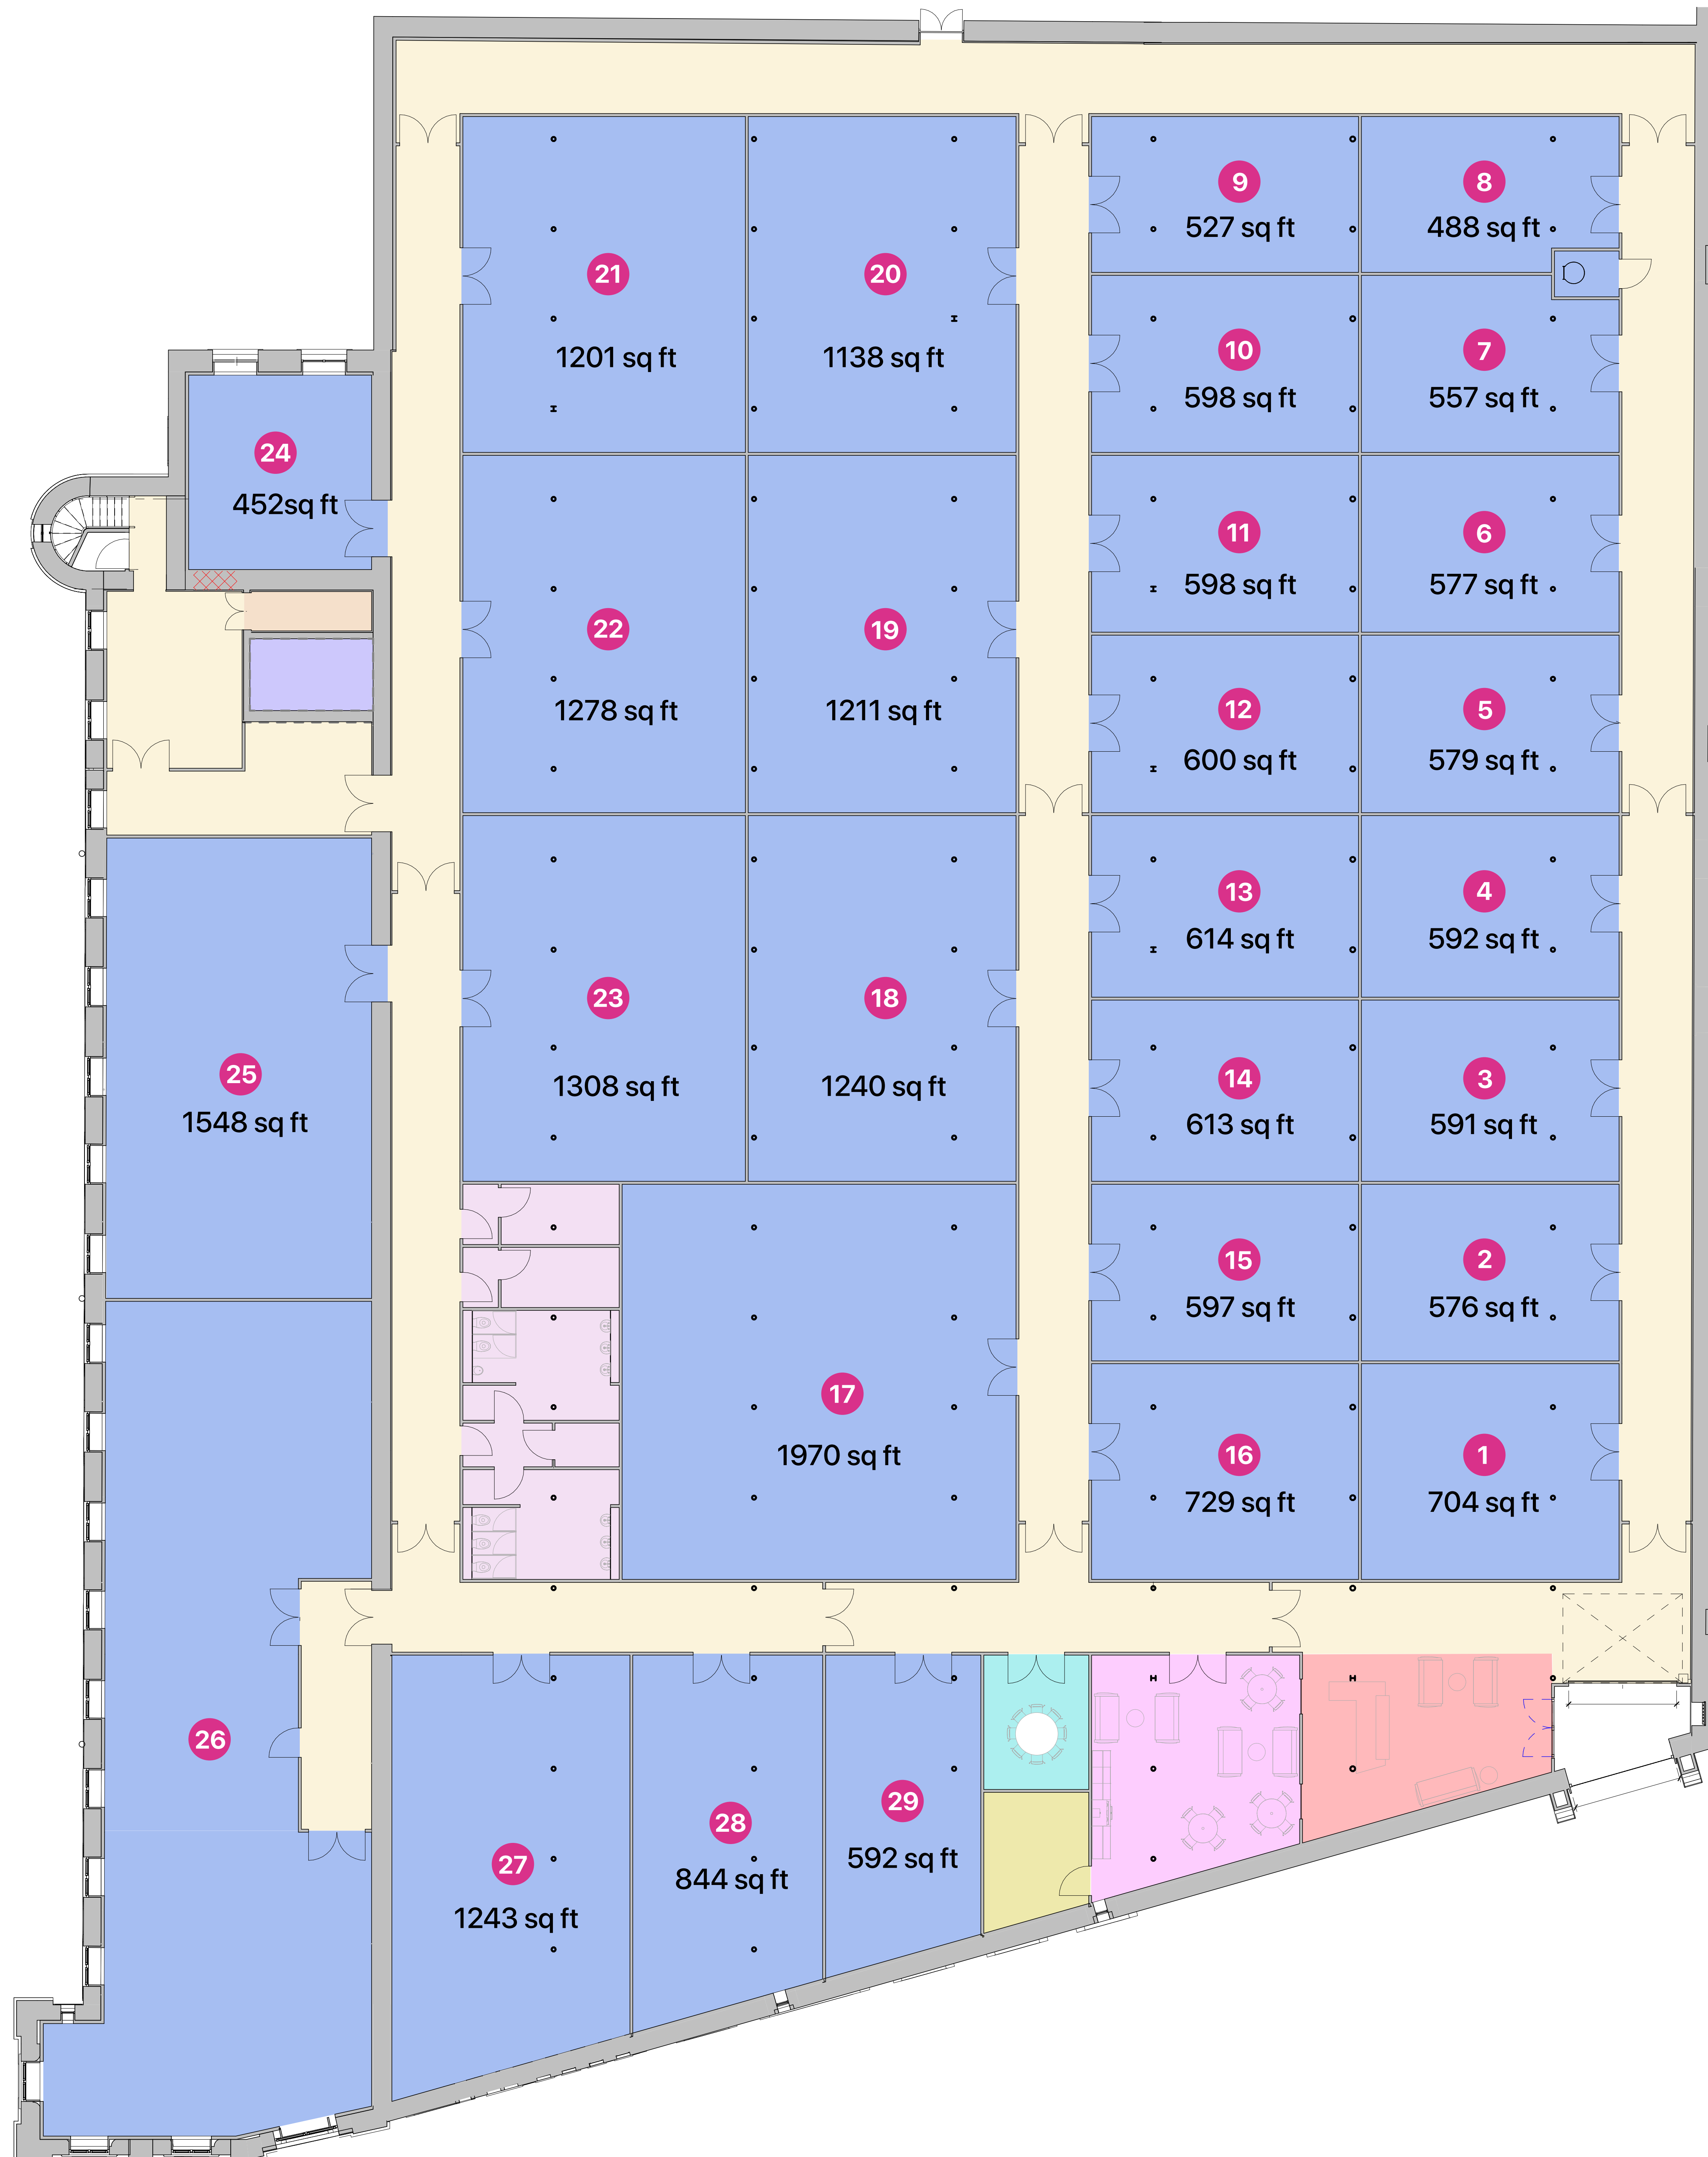 9
527 sq ft
8
488 sq ft
21
1201 sq ft
20
1138 sq ft
10
598 sq ft
7
557 sq ft
24
452sq ft
11
598 sq ft
6
577 sq ft
22
1278 sq ft
19
1211 sq ft
12
600 sq ft
5
579 sq ft
13
614 sq ft
4
592 sq ft
23
1308 sq ft
18
1240 sq ft
25
1548 sq ft
14
613 sq ft
3
591 sq ft
15
597 sq ft
2
576 sq ft
17
1970 sq ft
16
729 sq ft
1
704 sq ft
26
27
1243 sq ft
28
844 sq ft
29
592 sq ft